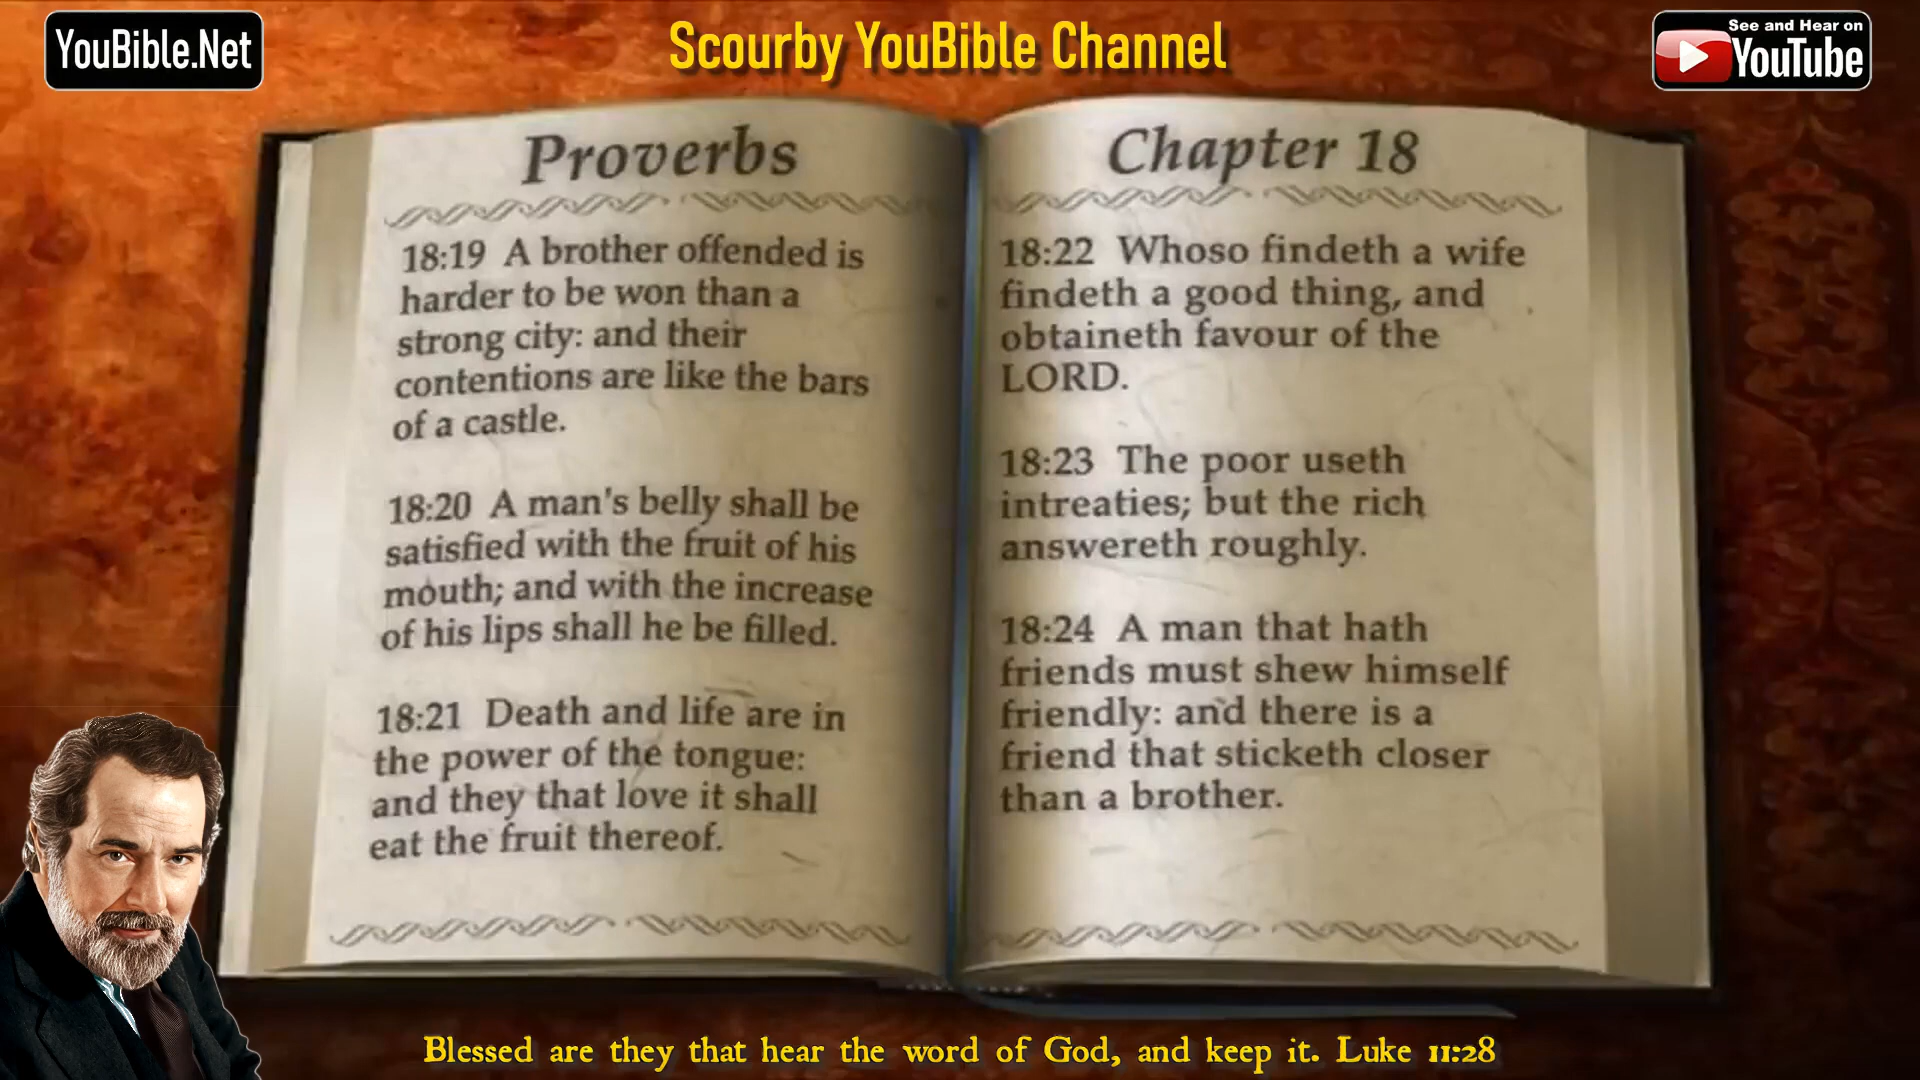 YouBible.Net
Scourby YouBible Channel
See and Hear on
YouTube
Proverbs
18:19 A brother offended is
harder to be won than a
strong city: and their
contentions are like the bars
of a castle.
18:20 A man's belly shall be
satisfied with the fruit of his
mouth; and with the increase
of his lips shall he be filled.
18:21 Death and life are in
the power of the tongue:
and they that love it shall
eat the fruit thereof.
Chapter 18
18:22 Whoso findeth a wife
findeth a good thing, and
obtaineth favour of the
LORD.
18:23 The poor useth
intreaties; but the rich
answereth roughly.
18:24 A man that hath
friends must shew himself
friendly: and there is a
friend that sticketh closer
than a brother.
Blessed are they that hear the word of God, and keep it. Luke 11:28